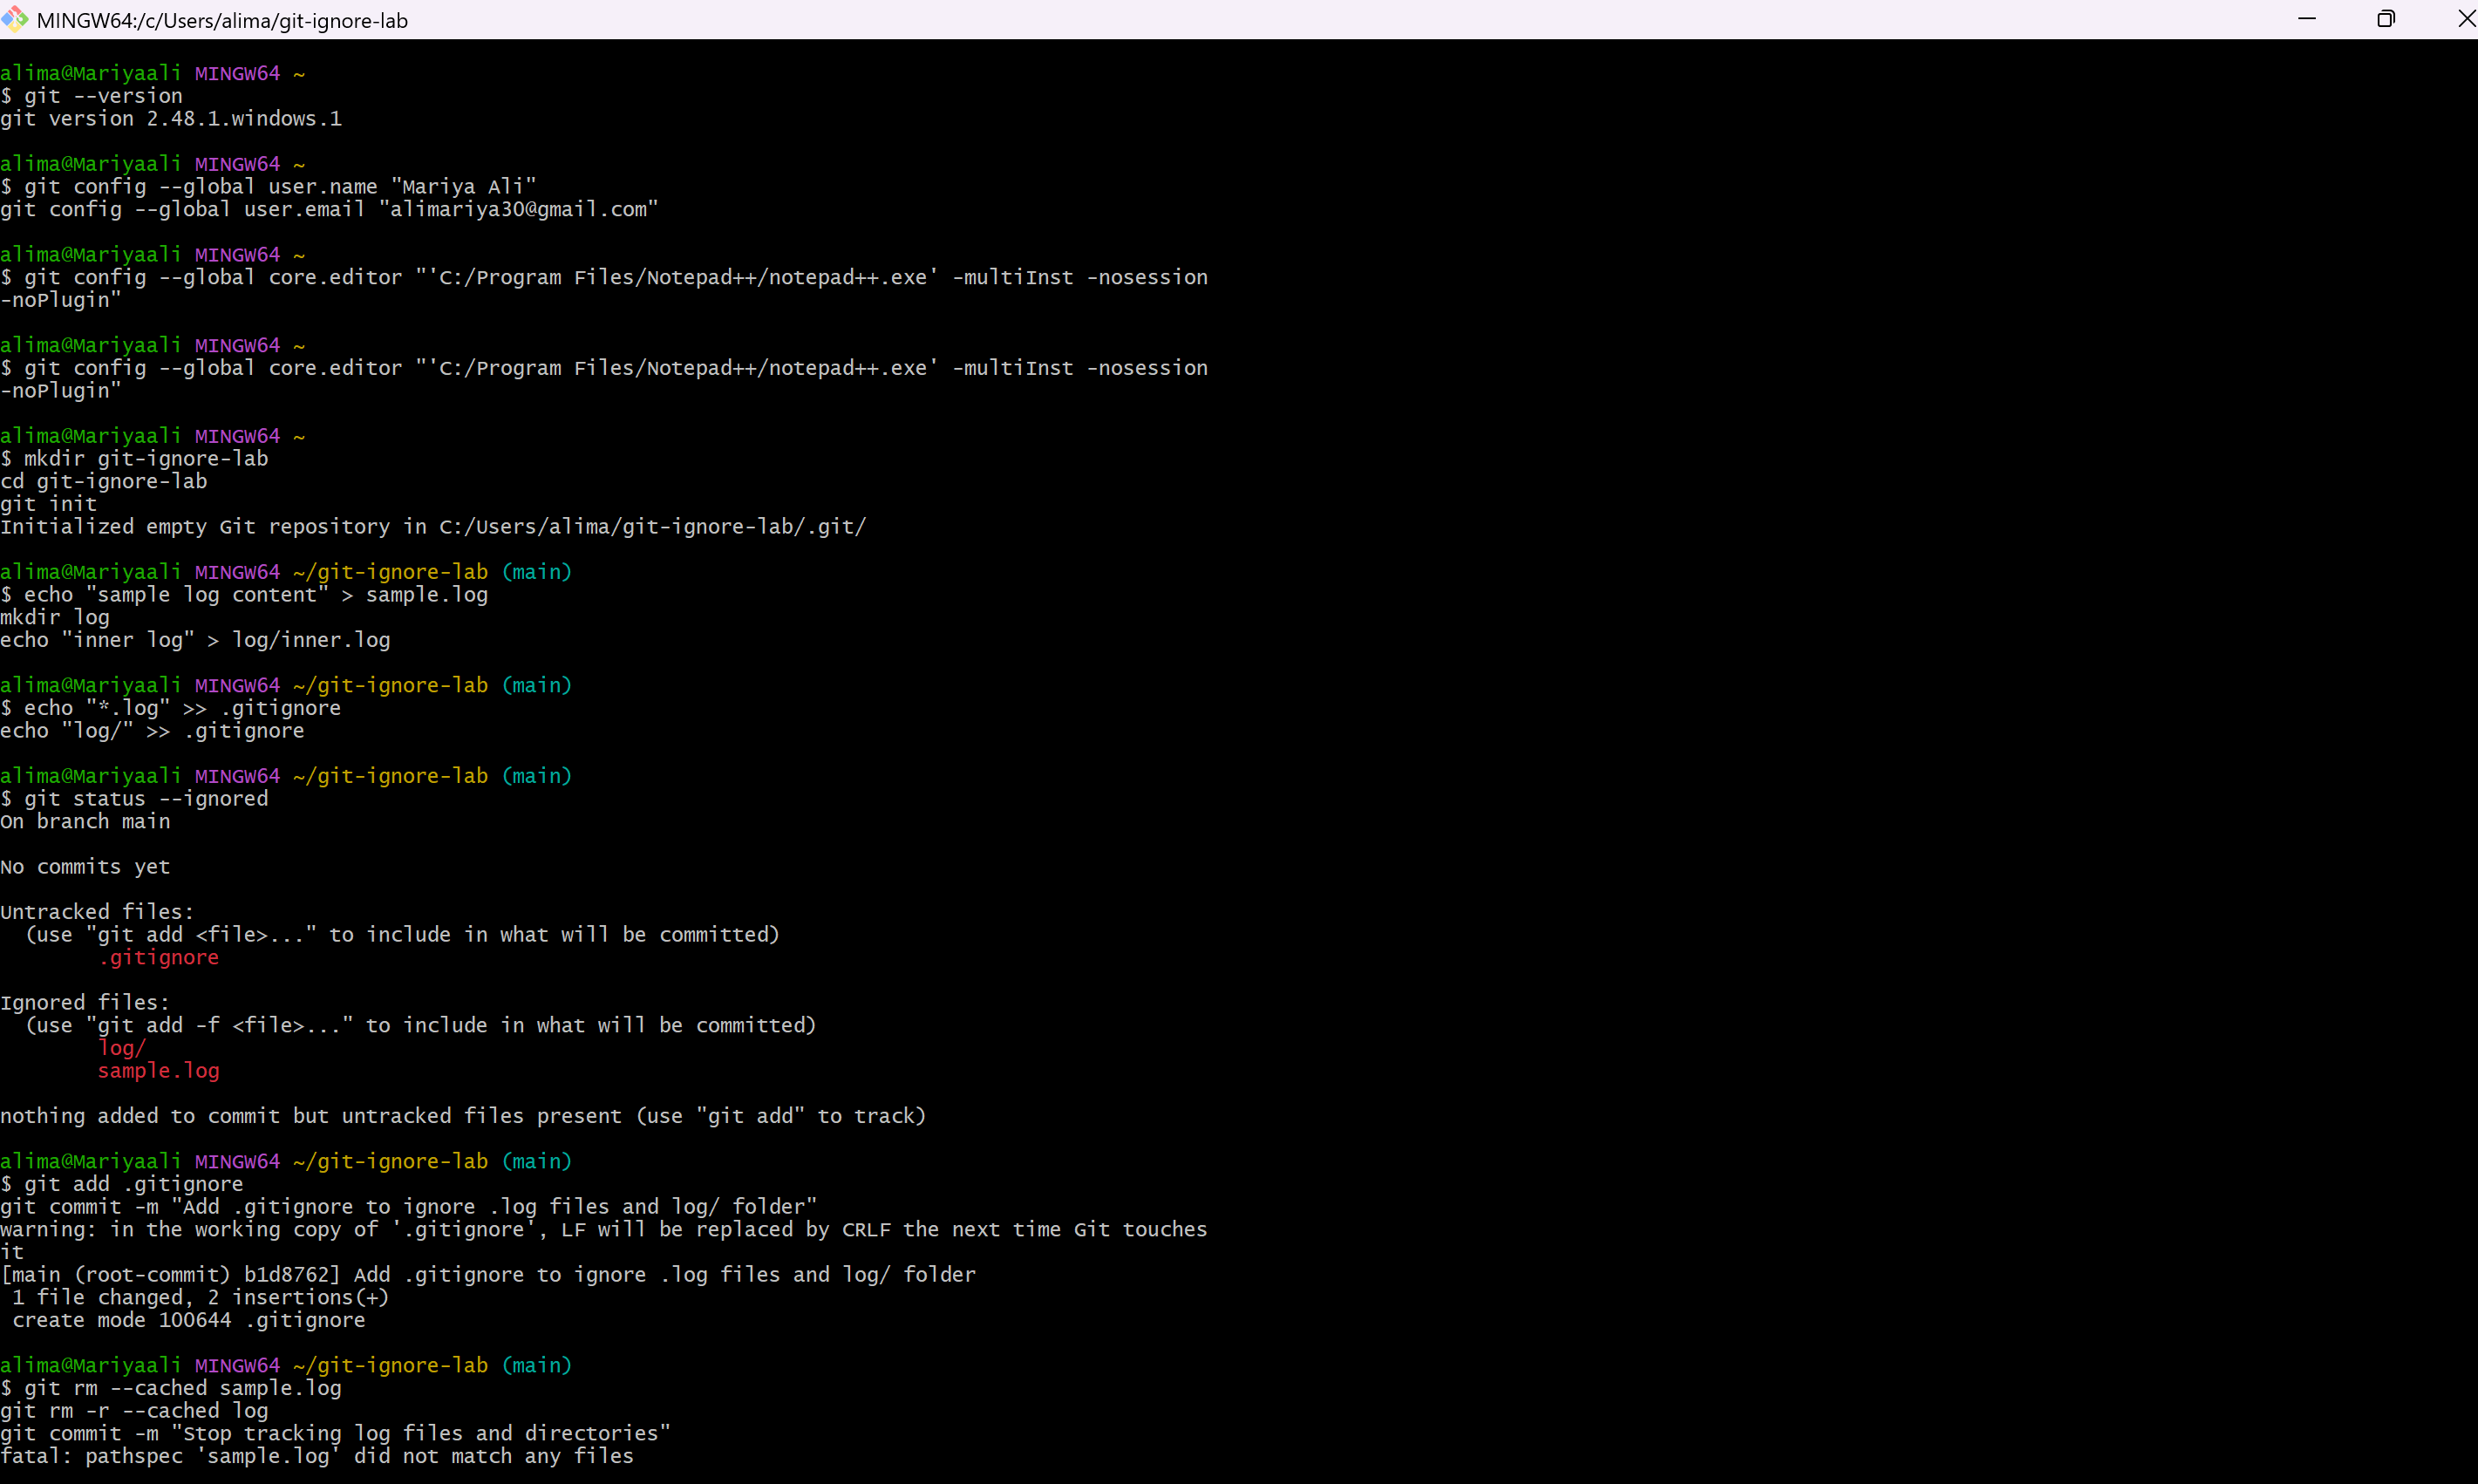 MINGW64:/c/Users/alima/git-ignore-lab
alima@Mariyaali MINGW64 ~
$ git --version
git version 2.48.1.windows.1
alima@Mariyaali MINGW64 ~
$ git config --global user.name "Mariya Ali"
git config --global user.email "alimariya30@gmail.com"
alima@Mariyaali MINGW64 ~
$ git config --global core.editor "'C:/Program Files/Notepad++/notepad++.exe' -multiInst -nosession
-noPlugin"
alima@Mariyaali MINGW64 ~
$ git config --global core.editor "'C:/Program Files/Notepad++/notepad++.exe' -multiInst -nosession
-noPlugin"
alima@Mariyaali MINGW64 ~
$ mkdir git-ignore-lab
cd git-ignore-lab
git init
Initialized empty Git repository in C:/Users/alima/git-ignore-lab/.git/
alima@Mariyaali MINGW64 ~/git-ignore-lab (main)
$ echo "sample log content" > sample.log
mkdir log
echo "inner log" > log/inner.log
alima@Mariyaali MINGW64 ~/git-ignore-lab (main)
$ echo "*.log" >> .gitignore
echo "log/" >> .gitignore
alima@Mariyaali MINGW64 ~/git-ignore-lab (main)
$ git status --ignored
On branch main
No commits yet
Untracked files:
  (use "git add <file>..." to include in what will be committed)
        .gitignore
Ignored files:
  (use "git add -f <file>..." to include in what will be committed)
        log/
        sample.log
nothing added to commit but untracked files present (use "git add" to track)
alima@Mariyaali MINGW64 ~/git-ignore-lab (main)
$ git add .gitignore
git commit -m "Add .gitignore to ignore .log files and log/ folder"
warning: in the working copy of '.gitignore', LF will be replaced by CRLF the next time Git touches
it
[main (root-commit) b1d8762] Add .gitignore to ignore .log files and log/ folder
 1 file changed, 2 insertions(+)
 create mode 100644 .gitignore
alima@Mariyaali MINGW64 ~/git-ignore-lab (main)
$ git rm --cached sample.log
git rm -r --cached log
git commit -m "Stop tracking log files and directories"
fatal: pathspec 'sample.log' did not match any files